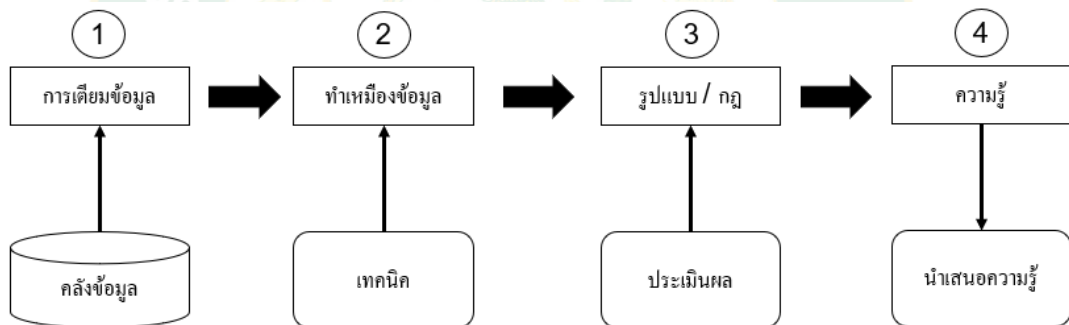 1
2
3
4
การเตียมข้อมูล
ทำเหมืองข้อมูล
รูปแบบ / กฎ
ความรู้
คลังข้อมูล
เทคนิค
ประเมินผล
นำเสนอความรู้